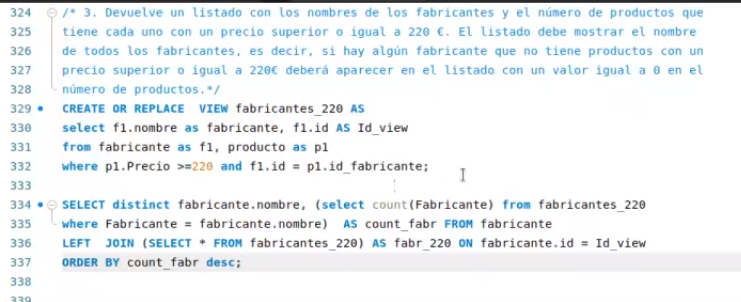 324 /* 3. Devuelve un listado con los nombres de los fabricantes y el número de productos que
325 tiene cada uno con un precio superior o igual a 220 €. El listado debe mostrar el nombre
326 de todos los fabricantes, es decir, si hay algún fabricante que no tiene productos con un
327 precio superior o igual a 220€ deberá aparecer en el listado con un valor igual a 0 en el
328 número de productos.*/
329 CREATE OR REPLACE  VIEW fabricantes_220 AS
330 select f1.nombre as fabricante, f1.id AS Id_view
331 from fabricante as f1, producto as p1
332 where p1.Precio >=220 and f1.id = p1.id_fabricante;
333
334 SELECT distinct fabricante.nombre, (select count(Fabricante) from fabricantes_220
335 where Fabricante = fabricante.nombre)  AS count_fabr FROM fabricante
336 LEFT  JOIN (SELECT * FROM fabricantes_220) AS fabr_220 ON fabricante.id = Id_view
337 ORDER BY count_fabr desc;
338
339